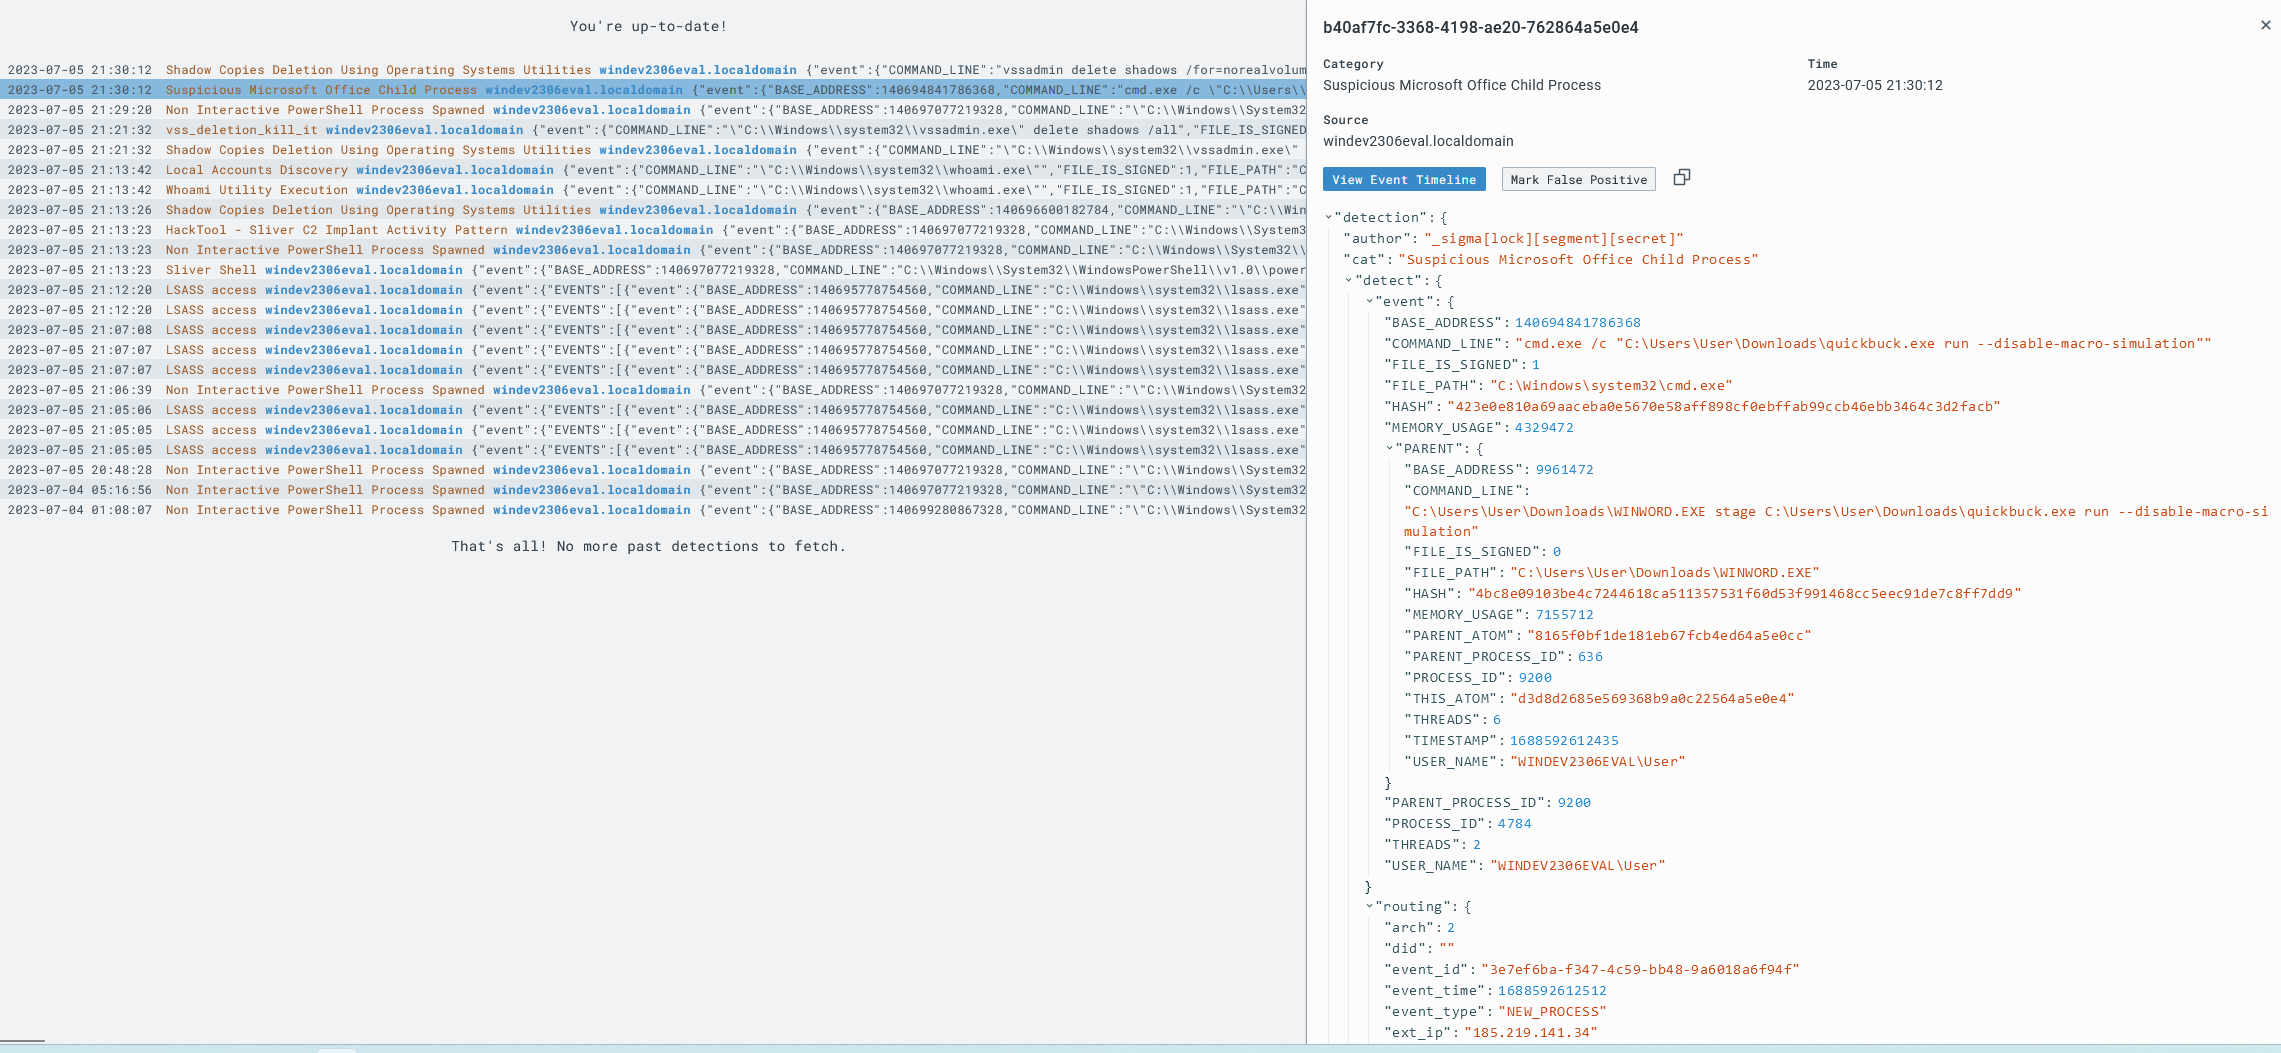 You're up-to-date!
2023-07-05 21:30:12 Shadow Copies Deletion Using Operating Systems Utilities windev2306eval.localdomain {"event":{"COMMAND_LINE":"vssadmin delete shadows /for=norealvolum
2023-07-05 21:30:12 Suspicious Microsoft Office Child Process windev2306eval.localdomain {"event":{"BASE_ADDRESS":140694841786368,"COMMAND_LINE":"cmd.exe /c \"C:\\Users\\
2023-07-05 21:29:20 Non Interactive PowerShell Process Spawned windev2306eval.localdomain {"event":{"BASE_ADDRESS":140697077219328,"COMMAND_LINE":"\"C:\\Windows\\System32
2023-07-05 21:21:32 vss_deletion_kill_it windev2306eval.localdomain {"event":{"COMMAND_LINE":"\"C:\\Windows\\system32\\vssadmin.exe\" delete shadows /all","FILE_IS_SIGNED
2023-07-05 21:21:32 Shadow Copies Deletion Using Operating Systems Utilities windev2306eval.localdomain {"event":{"COMMAND_LINE":"\"C:\\Windows\\system32\\vssadmin.exe\"
2023-07-05 21:13:42 Local Accounts Discovery windev2306eval.localdomain {"event":{"COMMAND_LINE":"\"C:\\Windows\\system32\\whoami.exe\"","FILE_IS_SIGNED":1,"FILE_PATH":"C
2023-07-05 21:13:42 Whoami Utility Execution windev2306eval.localdomain {"event":{"COMMAND_LINE":"\"C:\\Windows\\system32\\whoami.exe\"","FILE_IS_SIGNED":1,"FILE_PATH":"C
2023-07-05 21:13:26 Shadow Copies Deletion Using Operating Systems Utilities windev2306eval.localdomain {"event":{"BASE_ADDRESS":140696600182784,"COMMAND_LINE":"\"C:\\Win
2023-07-05 21:13:23 HackTool - Sliver C2 Implant Activity Pattern windev2306eval.localdomain {"event":{"BASE_ADDRESS":140697077219328,"COMMAND_LINE":"C:\\Windows\\System3
2023-07-05 21:13:23 Non Interactive PowerShell Process Spawned windev2306eval.localdomain {"event":{"BASE_ADDRESS":140697077219328,"COMMAND_LINE":"C:\\Windows\\System32\\
2023-07-05 21:13:23 Sliver Shell windev2306eval.localdomain {"event":{"BASE_ADDRESS":140697077219328,"COMMAND_LINE":"C:\\Windows\\System32\\WindowsPowerShell\\v1.0\\power
2023-07-05 21:12:20 LSASS access windev2306eval.localdomain {"event":{"EVENTS":[{"event":{"BASE_ADDRESS":140695778754560,"COMMAND_LINE":"C:\\Windows\\system32\\lsass.exe"
2023-07-05 21:12:20 LSASS access windev2306eval.localdomain {"event":{"EVENTS":[{"event":{"BASE_ADDRESS":140695778754560,"COMMAND_LINE":"C:\\Windows\\system32\\lsass.exe"
2023-07-05 21:07:08 LSASS access windev2306eval.localdomain {"event":{"EVENTS":[{"event":{"BASE_ADDRESS":140695778754560,"COMMAND_LINE":"C:\\Windows\\system32\\lsass.exe"
2023-07-05 21:07:07 LSASS access windev2306eval.localdomain {"event":{"EVENTS":[{"event":{"BASE_ADDRESS":140695778754560,"COMMAND_LINE":"C:\\Windows\\system32\\lsass.exe"
2023-07-05 21:07:07 LSASS access windev2306eval.localdomain {"event":{"EVENTS":[{"event":{"BASE_ADDRESS":140695778754560,"COMMAND_LINE":"C:\\Windows\\system32\\lsass.exe"
2023-07-05 21:06:39 Non Interactive PowerShell Process Spawned windev2306eval.localdomain {"event":{"BASE_ADDRESS":140697077219328,"COMMAND_LINE":"\"C:\\Windows\\System32
2023-07-05 21:05:06 LSASS access windev2306eval.localdomain {"event":{"EVENTS":[{"event":{"BASE_ADDRESS":140695778754560,"COMMAND_LINE":"C:\\Windows\\system32\\lsass.exe"
2023-07-05 21:05:05 LSASS access windev2306eval.localdomain {"event":{"EVENTS":[{"event":{"BASE_ADDRESS":140695778754560,"COMMAND_LINE":"C:\\Windows\\system32\\lsass.exe"
2023-07-05 21:05:05 LSASS access windev2306eval.localdomain {"event":{"EVENTS":[{"event":{"BASE_ADDRESS":140695778754560,"COMMAND_LINE":"C:\\Windows\\system32\\lsass.exe"
2023-07-05 20:48:28 Non Interactive PowerShell Process Spawned windev2306eval.localdomain {"event":{"BASE_ADDRESS":140697077219328,"COMMAND_LINE":"\"C:\\Windows\\System32
2023-07-04 05:16:56 Non Interactive PowerShell Process Spawned windev2306eval.localdomain {"event":{"BASE_ADDRESS":140697077219328,"COMMAND_LINE":"\"C:\\Windows\\System32
2023-07-04 01:08:07 Non Interactive PowerShell Process Spawned windev2306eval.localdomain {"event":{"BASE_ADDRESS":140699280867328,"COMMAND_LINE":"\"C:\\Windows\\System32
That's all! No more past detections to fetch.
b40af7fc-3368-4198-ae20-762864a5e0e4
Category
Suspicious Microsoft Office Child Process
Time
2023-07-05 21:30:12
Source
windev2306eval.localdomain
View Event Timeline
Mark False Positive
"detection": {
"author": "_sigma[lock][segment][secret]"
"cat": "Suspicious Microsoft Office Child Process"
"detect": {
"event": {
"BASE_ADDRESS": 140694841786368
"COMMAND_LINE": "cmd.exe /c "C:\Users\User\Downloads\quickbuck.exe run --disable-macro-simulation""
"FILE_IS_SIGNED": 1
"FILE_PATH": "C:\Windows\system32\cmd.exe"
"HASH": "423e0e810a69aaceba0e5670e58aff898cf0ebffab99ccb46ebb3464c3d2facb"
"MEMORY_USAGE": 4329472
"PARENT": {
"BASE_ADDRESS": 9961472
"COMMAND_LINE":
"C:\Users\User\Downloads\WINWORD.EXE stage C:\Users\User\Downloads\quickbuck.exe run --disable-macro-si
mulation"
"FILE_IS_SIGNED": 0
"FILE_PATH": "C:\Users\User\Downloads\WINWORD.EXE"
"HASH": "4bc8e09103be4c7244618ca511357531f60d53f991468cc5eec91de7c8ff7dd9"
"MEMORY_USAGE": 7155712
"PARENT_ATOM": "8165f0bf1de181eb67fcb4ed64a5e0cc"
"PARENT_PROCESS_ID": 636
"PROCESS_ID": 9200
"THIS_ATOM": "d3d8d2685e569368b9a0c22564a5e0e4"
"THREADS": 6
"TIMESTAMP": 1688592612435
"USER_NAME": "WINDEV2306EVAL\User"
}
"PARENT_PROCESS_ID": 9200
"PROCESS_ID": 4784
"THREADS": 2
"USER_NAME": "WINDEV2306EVAL\User"
}
"routing": {
"arch": 2
"did": ""
"event_id": "3e7ef6ba-f347-4c59-bb48-9a6018a6f94f"
"event_time": 1688592612512
"event_type": "NEW_PROCESS"
"ext_ip": "185.219.141.34"